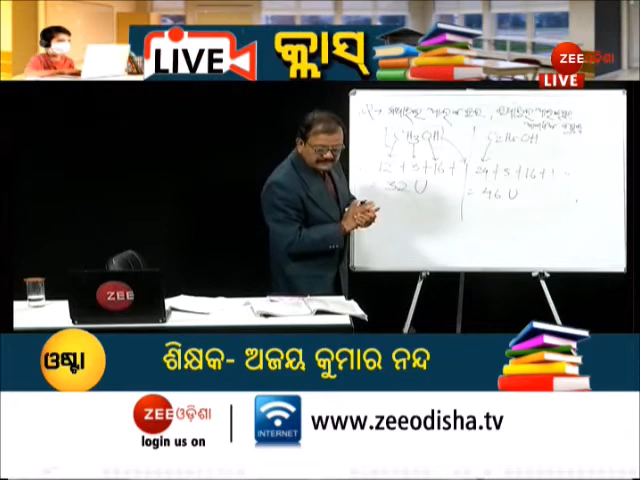 LIVE
କ୍ଲାସ୍
ZEE ଓଡ଼ିଶା
LIVE
CH3OH
C2H5OH
12 + 3 + 16 + 1
24 + 5 + 16 + 1
32 U
= 46 U
ZEE
ଓଷ୍ଟା
ଶିକ୍ଷକ- ଅଜୟ କୁମାର ନନ୍ଦ
ZEE ଓଡ଼ିଶା
login us on
INTERNET
www.zeeodisha.tv